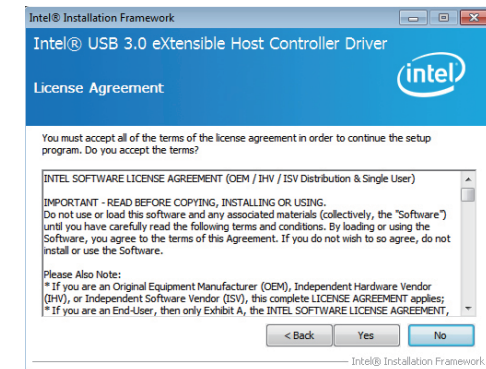 Intel® Installation Framework
Intel® USB 3.0 eXtensible Host Controller Driver
intel
License Agreement
You must accept all of the terms of the license agreement in order to continue the setup
program. Do you accept the terms?
INTEL SOFTWARE LICENSE AGREEMENT (OEM / IHV / ISV Distribution & Single User)
IMPORTANT - READ BEFORE COPYING, INSTALLING OR USING.
Do not use or load this software and any associated materials (collectively, the "Software")
until you have carefully read the following terms and conditions. By loading or using the
Software, you agree to the terms of this Agreement. If you do not wish to so agree, do not
install or use the Software.
Please Also Note:
* If you are an Original Equipment Manufacturer (OEM), Independent Hardware Vendor
(IHV), or Independent Software Vendor (ISV), this complete LICENSE AGREEMENT applies;
* If you are an End-User, then only Exhibit A, the INTEL SOFTWARE LICENSE AGREEMENT,
< Back Yes No
Intel® Installation Framework